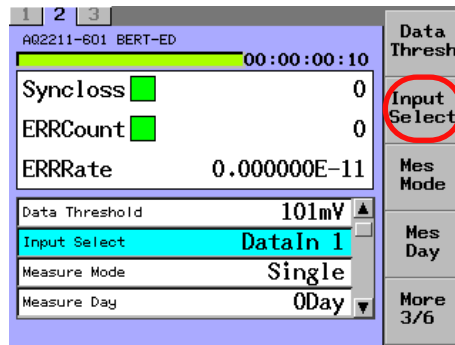 1 2 3
AQ2211-601 BERT-ED
00:00:00:10
Syncloss 0
ERRCount 0
ERRRate 0.000000E-11
Data Threshold 101mV
Input Select DataIn 1
Measure Mode Single
Measure Day 0Day
Data
Thresh
Input
Select
Mes
Mode
Mes
Day
More
3/6